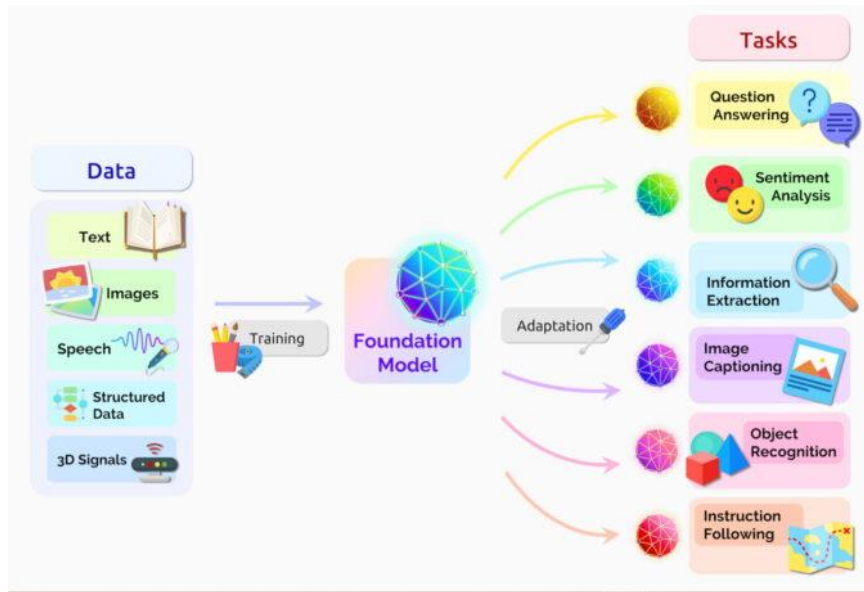 Data
Text
Images
Speech
Structured
Data
3D Signals
Training
Foundation
Model
Adaptation
Tasks
Question
Answering
?
Sentiment
Analysis
Information
Extraction
Image
Captioning
Object
Recognition
Instruction
Following